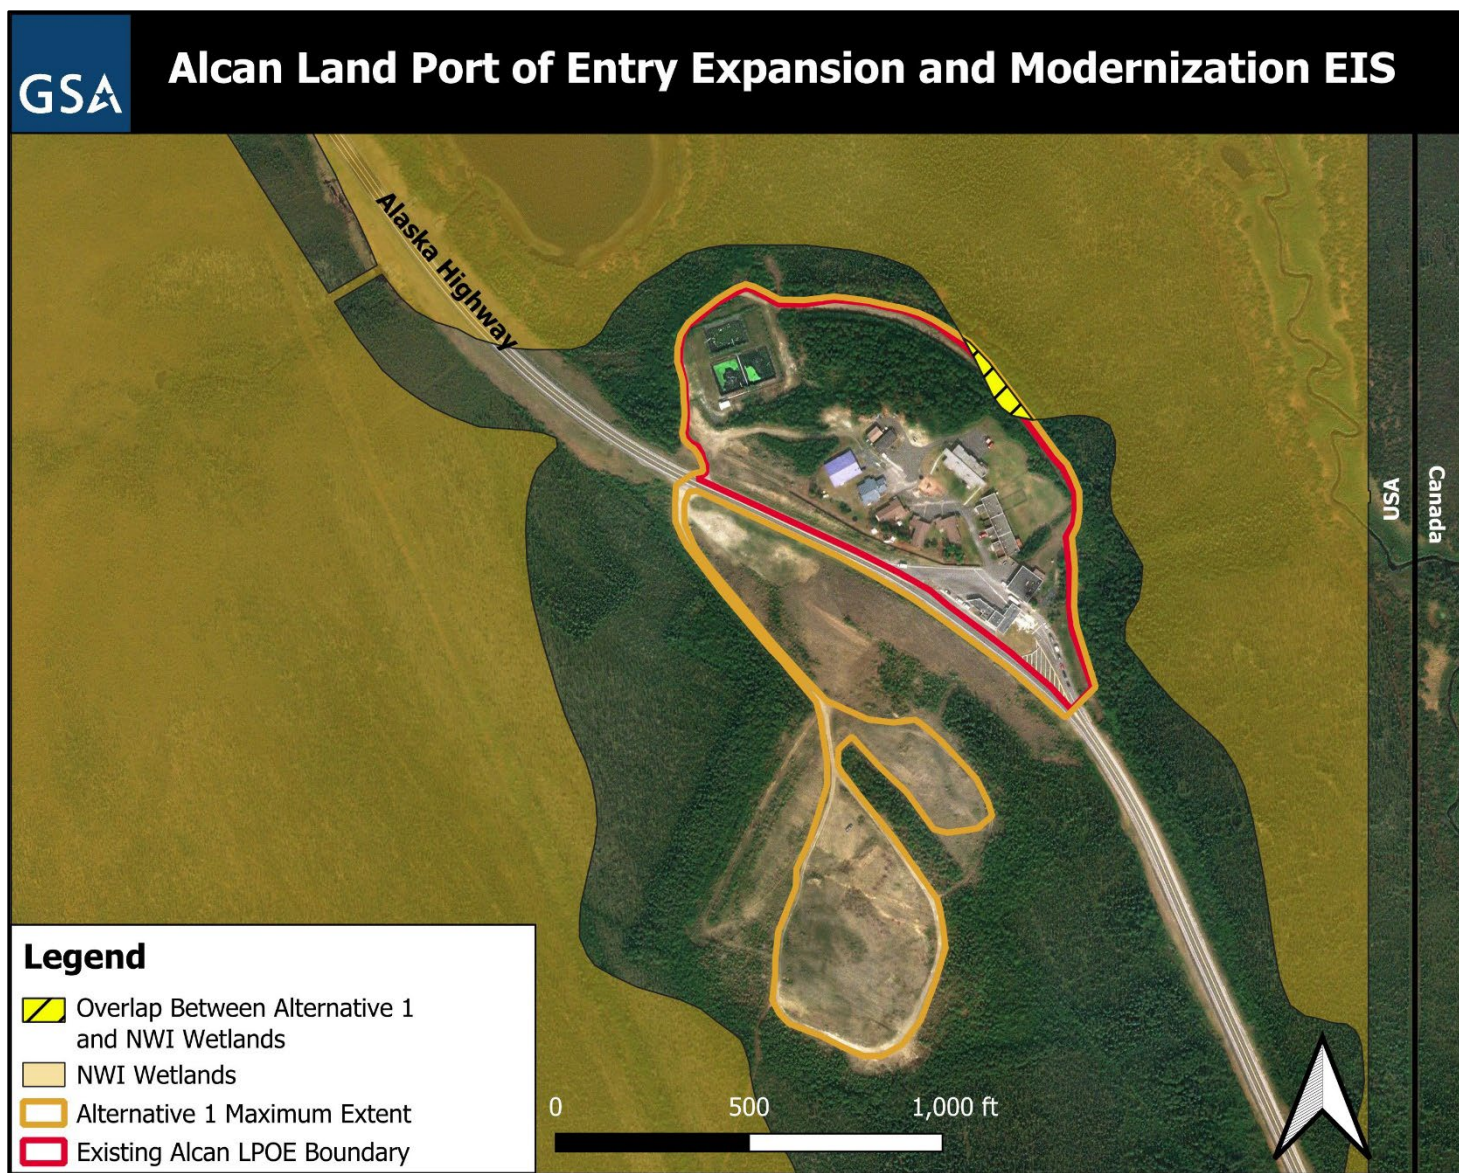 GSA
Alcan Land Port of Entry Expansion and Modernization EIS
Alaska Highway
USA
Canada
Legend
Overlap Between Alternative 1
and NWI Wetlands
NWI Wetlands
Alternative 1 Maximum Extent
Existing Alcan LPOE Boundary
0 500 1,000 ft